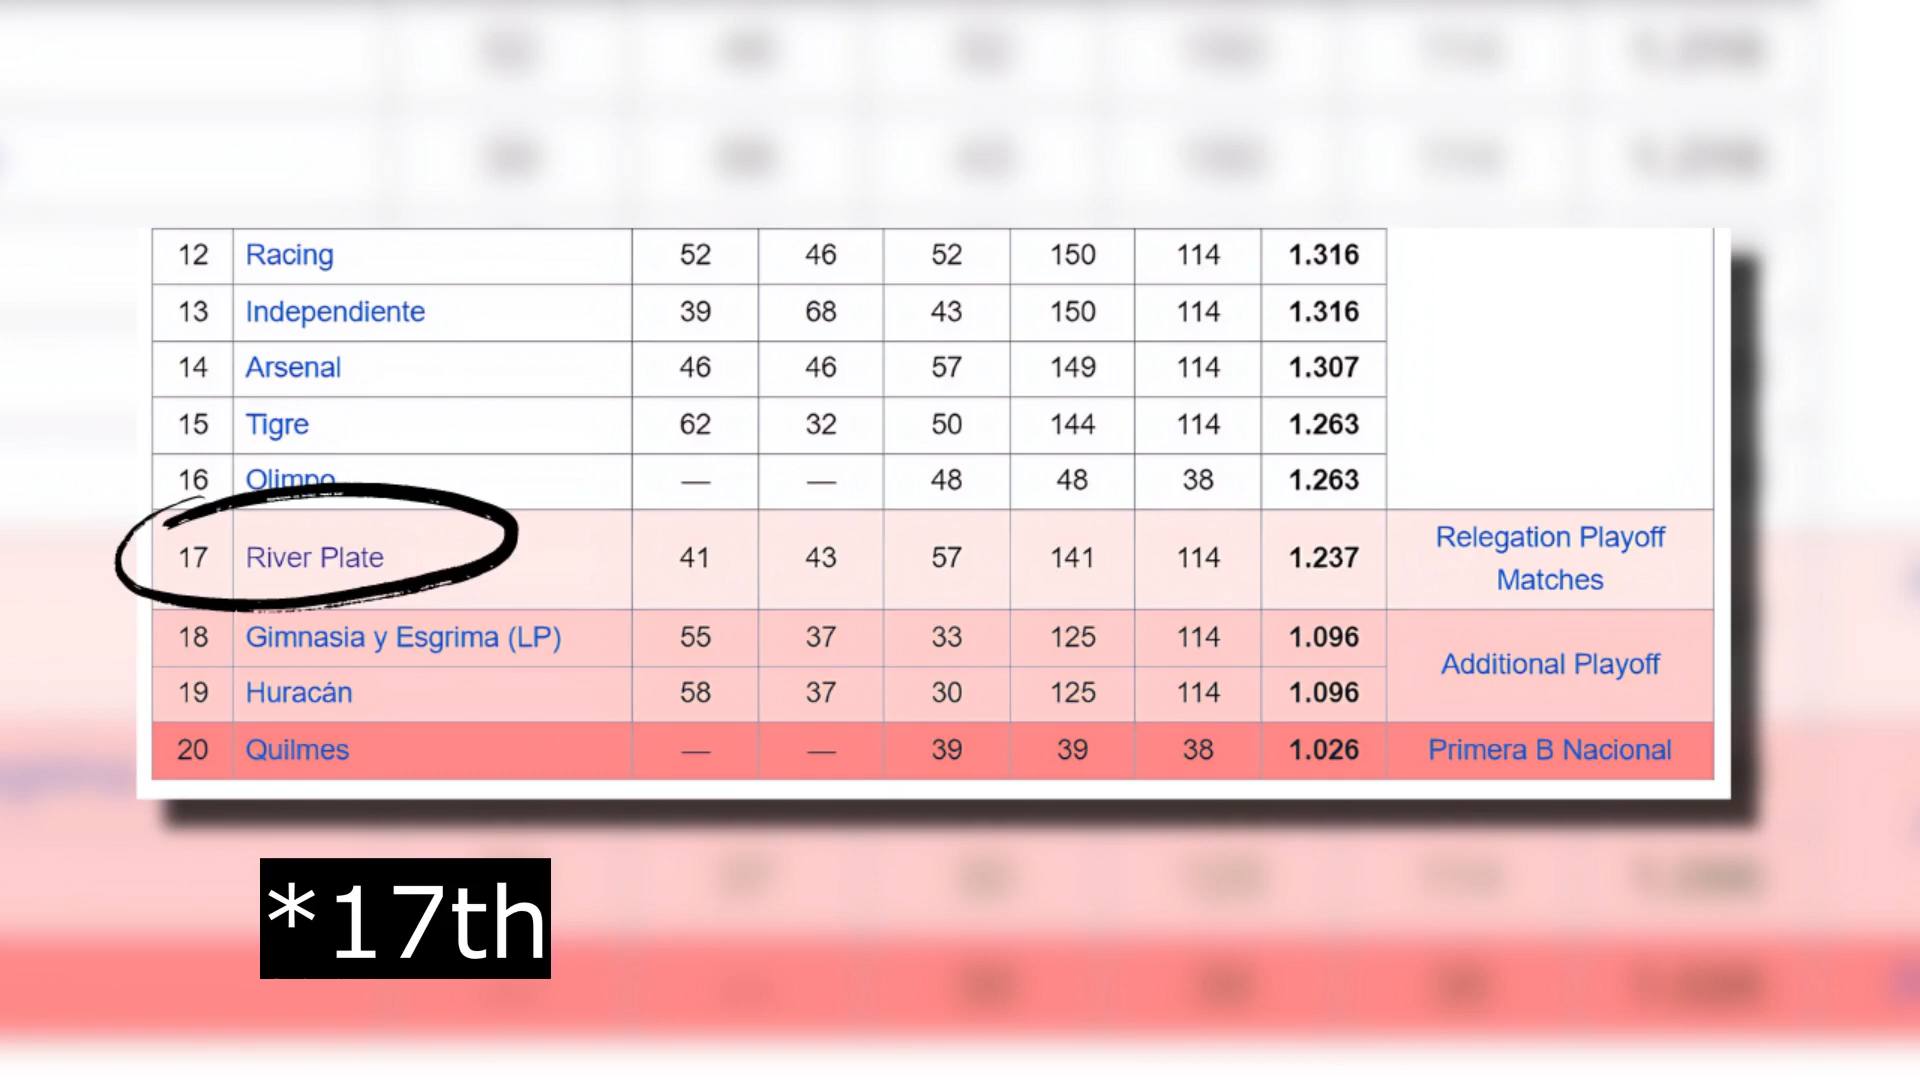 12 Racing 52 46 52 150 114 1.316
13 Independiente 39 68 43 150 114 1.316
14 Arsenal 46 46 57 149 114 1.307
15 Tigre 62 32 50 144 114 1.263
16 Olimpo — — 48 48 38 1.263
17 River Plate 41 43 57 141 114 1.237 Relegation Playoff
Matches
18 Gimnasia y Esgrima (LP) 55 37 33 125 114 1.096
Additional Playoff
19 Huracán 58 37 30 125 114 1.096
20 Quilmes — — 39 39 38 1.026 Primera B Nacional
*17th